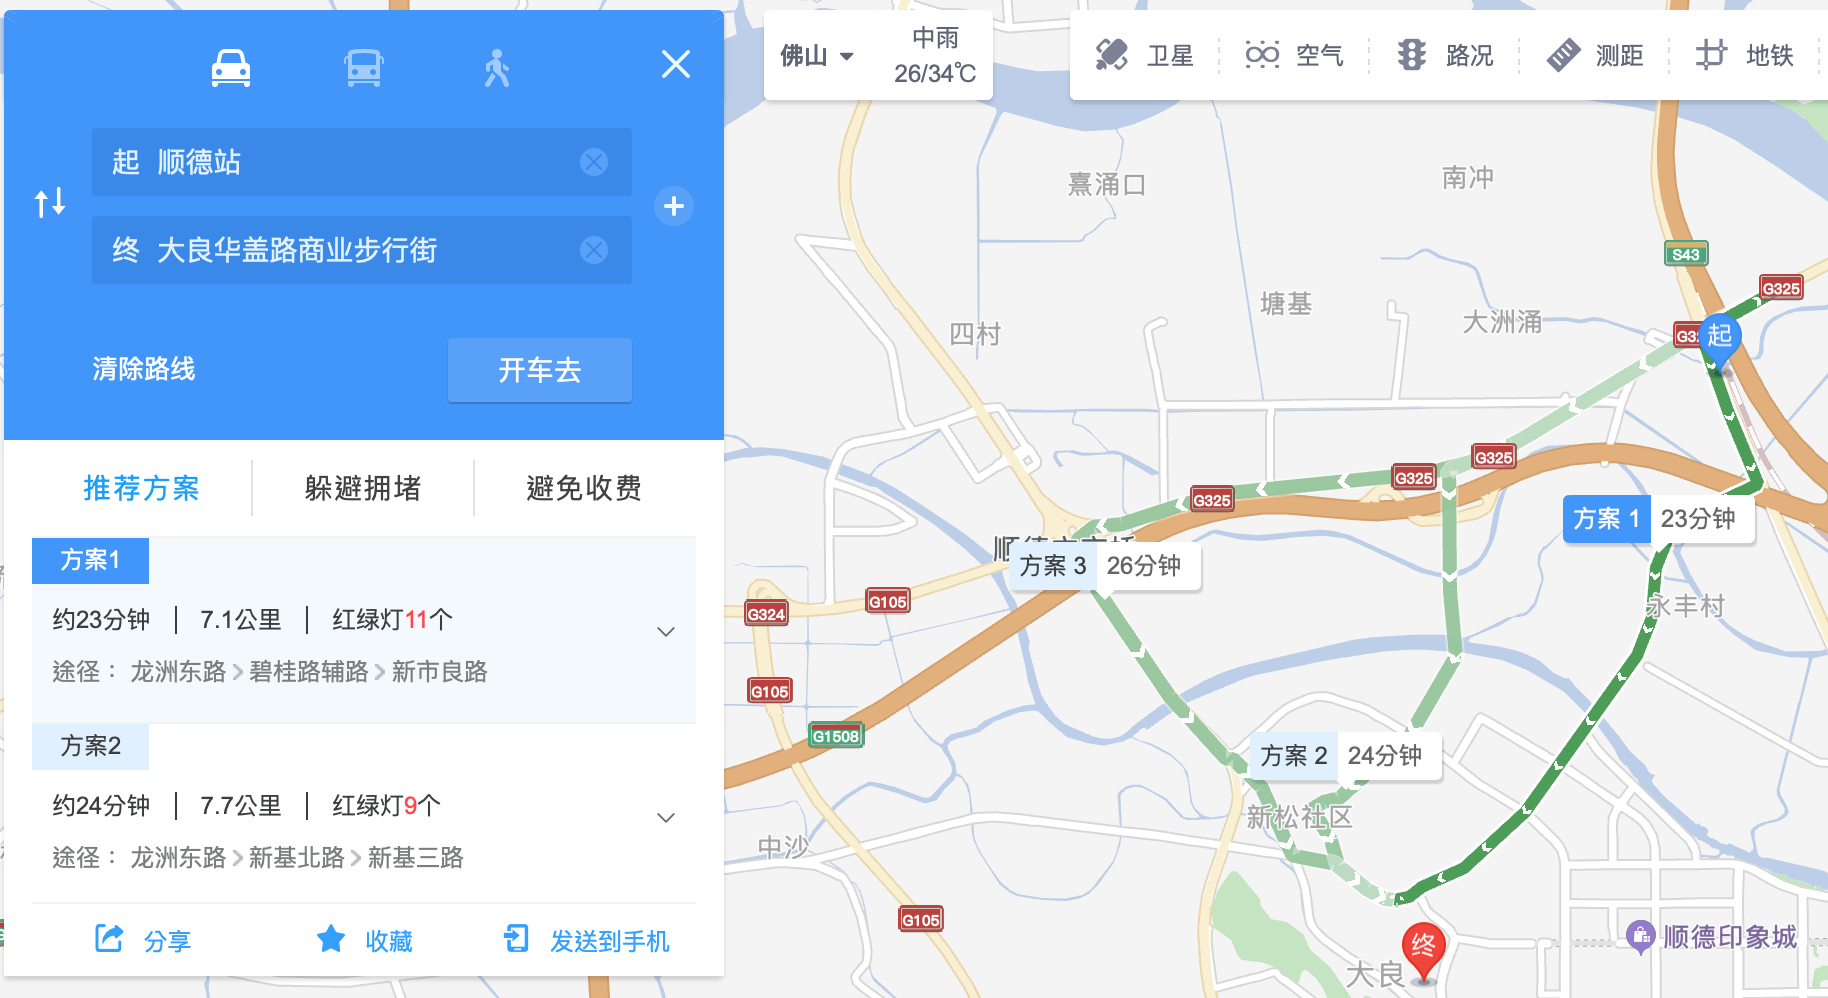 起 顺德站
终 大良华盖路商业步行街
清除路线
开车去
推荐方案
躲避拥堵
避免收费
方案1
约23分钟 | 7.1公里 | 红绿灯11个
途径： 龙洲东路 > 碧桂路辅路 > 新市良路
方案2
约24分钟 | 7.7公里 | 红绿灯9个
途径： 龙洲东路 > 新基北路 > 新基三路
分享
收藏
发送到手机
佛山
中雨
26/34℃
卫星
空气
路况
测距
地铁
熹涌口
南冲
S43
G325
塘基
四村
大洲涌
起
G325
G325
G325
方案 1 23分钟
方案 3 26分钟
G324
G105
永丰村
G105
G1508
方案 2 24分钟
新松社区
中沙
G105
顺德印象城
终
大良